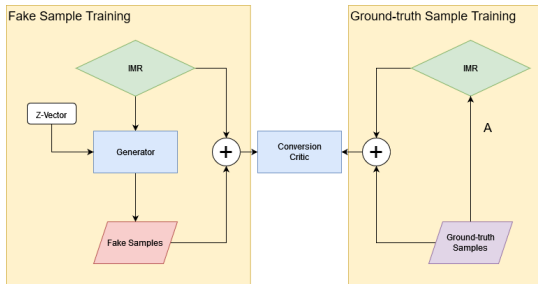 Fake Sample Training
Ground-truth Sample Training
IMR
IMR
Z-Vector
A
Generator
+
Conversion
Critic
+
Fake Samples
Ground-truth
Samples